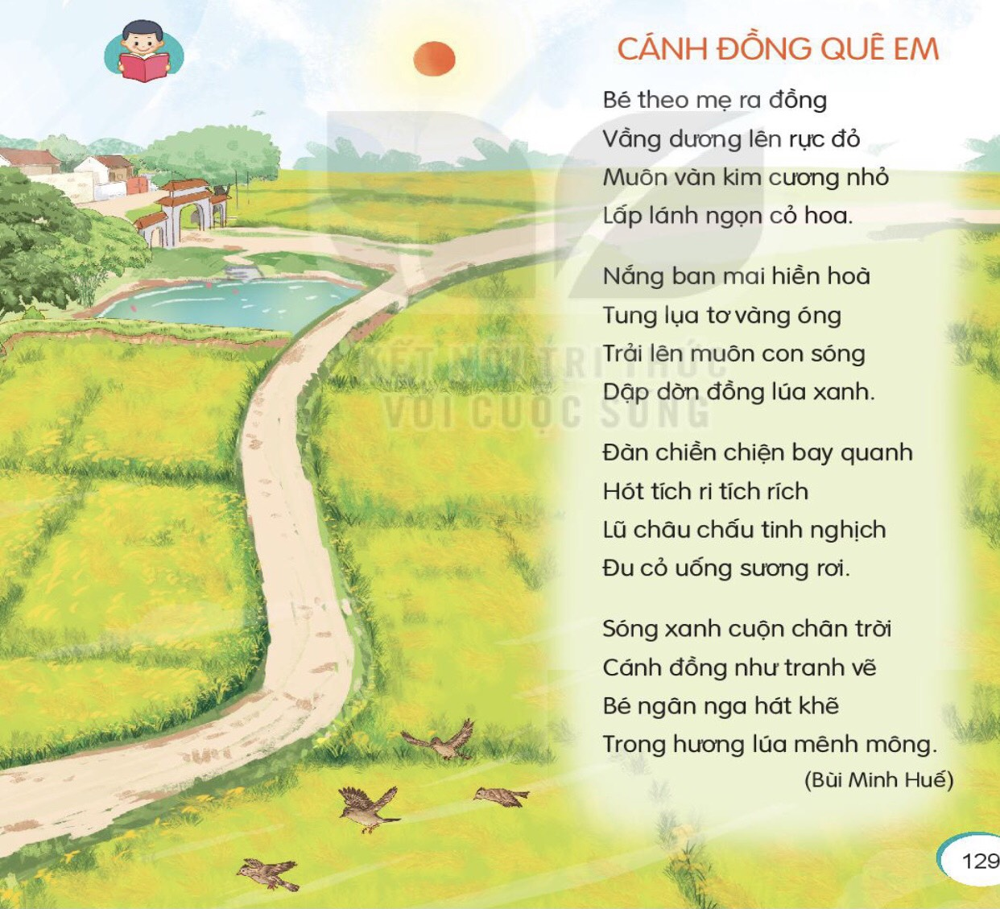 CÁNH ĐỒNG QUÊ EM
Bé theo mẹ ra đồng
Vầng dương lên rực đỏ
Muôn vàn kim cương nhỏ
Lấp lánh ngọn cỏ hoa.
Nắng ban mai hiền hoà
Tung lụa tơ vàng óng
Trải lên muôn con sóng
Dập dờn đồng lúa xanh.
Đàn chiền chiện bay quanh
Hót tích ri tích rích
Lũ châu chấu tinh nghịch
Đu cỏ uống sương rơi.
Sóng xanh cuộn chân trời
Cánh đồng như tranh vẽ
Bé ngân nga hát khẽ
Trong hương lúa mênh mông.
(Bùi Minh Huế)
KẾT NỐI TRI THỨC
VỚI CUỘC SỐNG
129